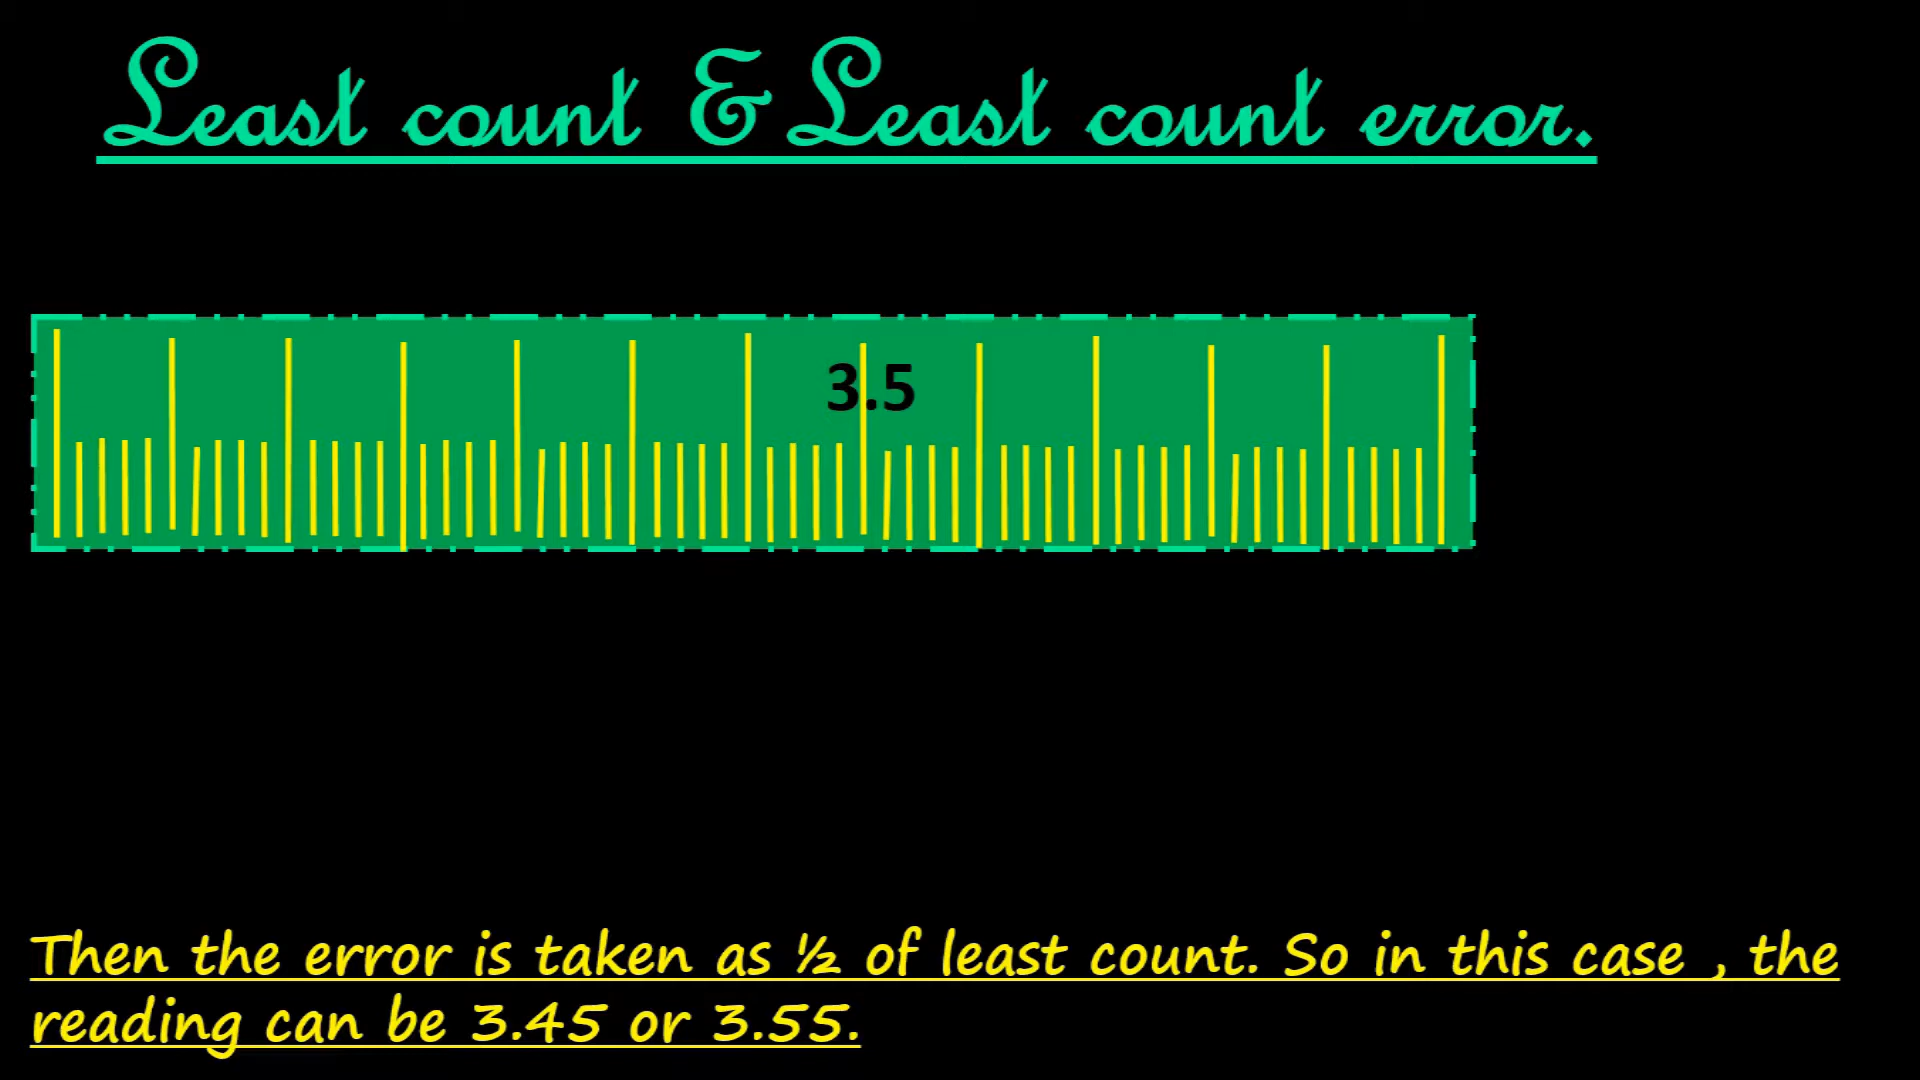 Least count & Least count error.
3.5
Then the error is taken as ½ of least count. So in this case , the
reading can be 3.45 or 3.55.